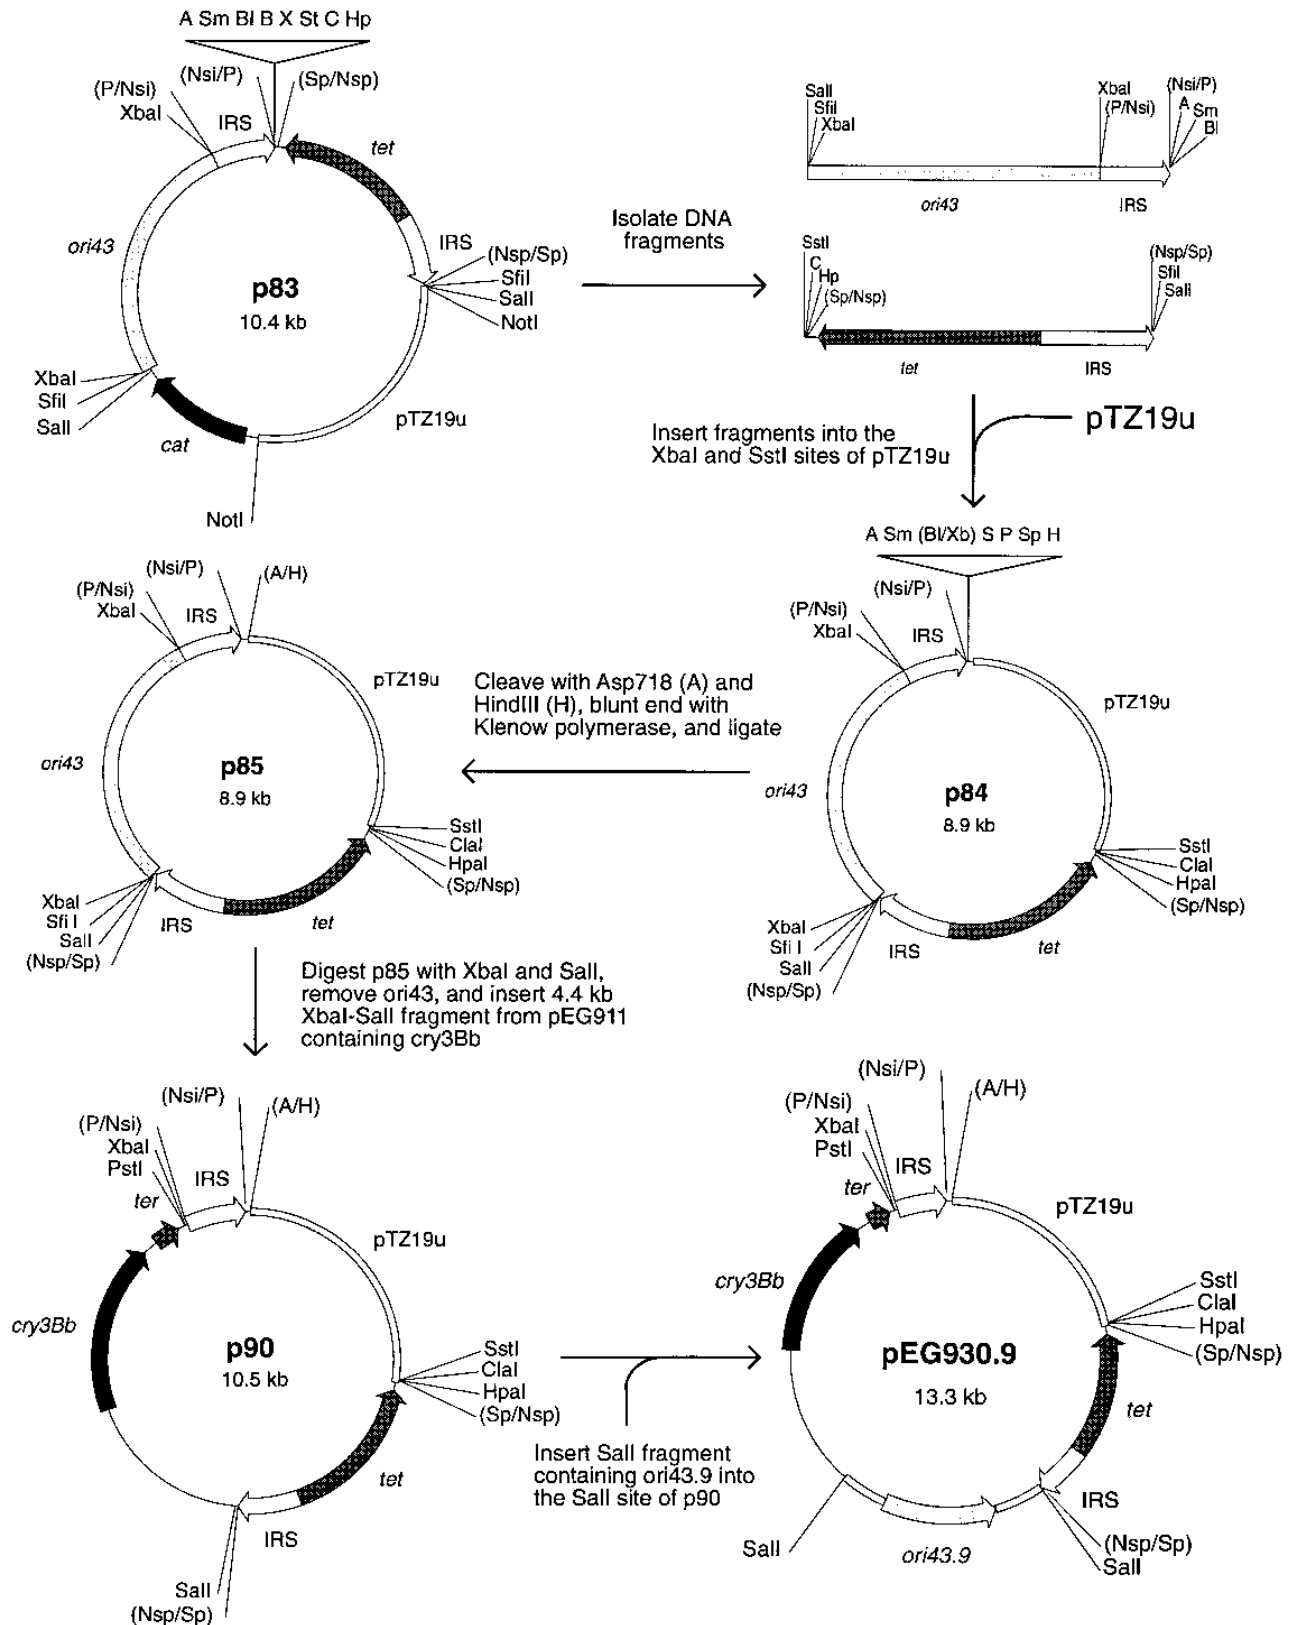 A Sm Bl B X St C Hp
(Nsi/P)
(Sp/Nsp)
(P/Nsi)
XbaI
IRS
tet
ori43
IRS
(Nsp/Sp)
SfiI
SalI
NotI
p83
10.4 kb
XbaI
SfiI
SalI
cat
pTZ19u
NotI
Isolate DNA
fragments
SalI
SfiI
XbaI
XbaI
(P/Nsi)
(Nsi/P)
A
Sm
Bl
ori43
IRS
SstI
C
Hp
(Sp/Nsp)
(Nsp/Sp)
SfiI
SalI
tet
IRS
Insert fragments into the
XbaI and SstI sites of pTZ19u
pTZ19u
A Sm (Bl/Xb) S P Sp H
(Nsi/P)
(P/Nsi)
XbaI
IRS
pTZ19u
ori43
p84
8.9 kb
SstI
ClaI
HpaI
(Sp/Nsp)
XbaI
Sfi I
SalI
(Nsp/Sp)
IRS
tet
Cleave with Asp718 (A) and
HindIII (H), blunt end with
Klenow polymerase, and ligate
(Nsi/P)
(A/H)
(P/Nsi)
XbaI
IRS
pTZ19u
ori43
p85
8.9 kb
SstI
ClaI
HpaI
(Sp/Nsp)
XbaI
Sfi I
SalI
(Nsp/Sp)
IRS
tet
Digest p85 with XbaI and SalI,
remove ori43, and insert 4.4 kb
XbaI-SalI fragment from pEG911
containing cry3Bb
(Nsi/P)
(A/H)
(P/Nsi)
XbaI
PstI
IRS
ter
pTZ19u
cry3Bb
p90
10.5 kb
SstI
ClaI
HpaI
(Sp/Nsp)
tet
IRS
SalI
(Nsp/Sp)
Insert SalI fragment
containing ori43.9 into
the SalI site of p90
(Nsi/P)
(A/H)
(P/Nsi)
XbaI
PstI
IRS
ter
pTZ19u
cry3Bb
SstI
ClaI
HpaI
(Sp/Nsp)
pEG930.9
13.3 kb
tet
IRS
(Nsp/Sp)
SalI
SalI
ori43.9